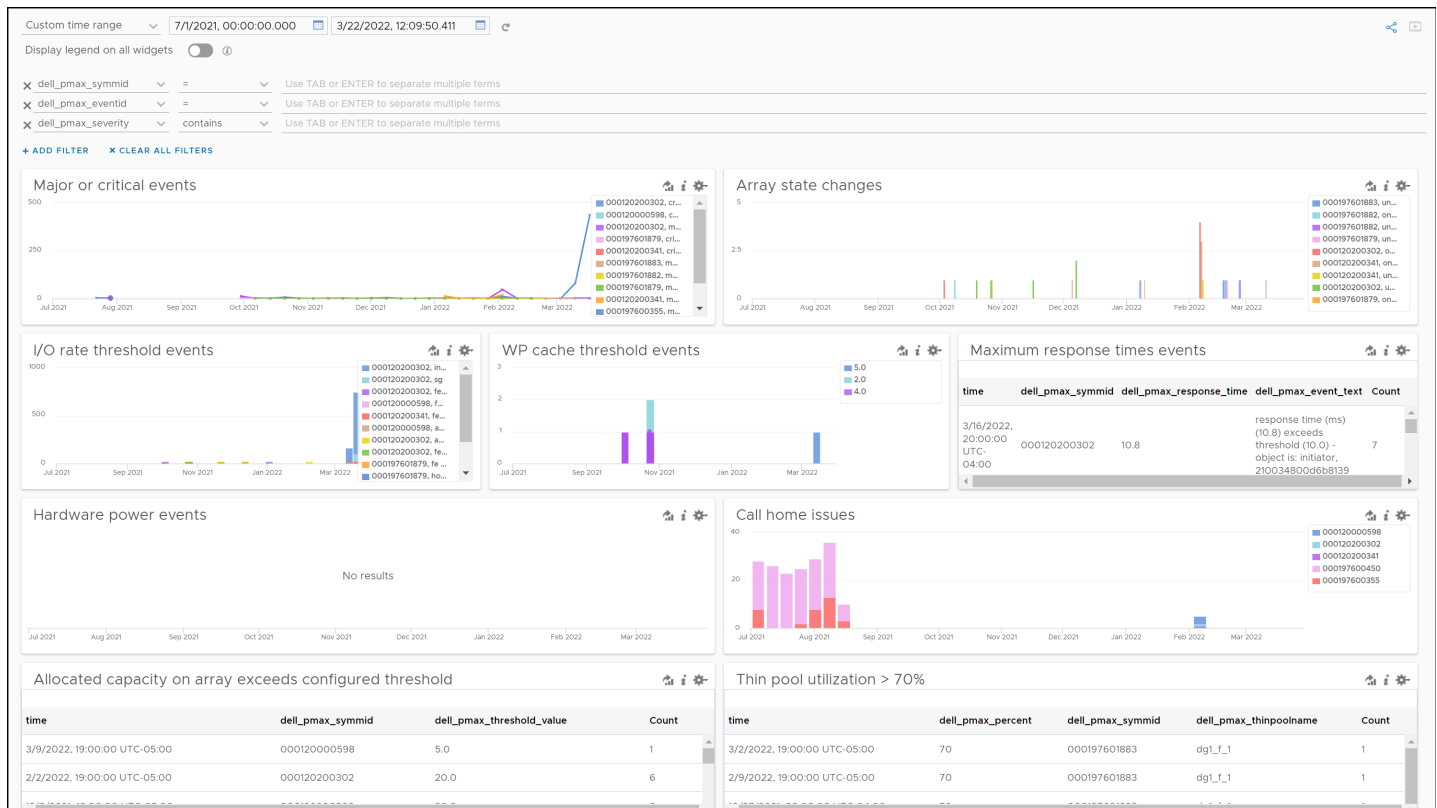 Custom time range 7/1/2021, 00:00:00.000 3/22/2022, 12:09:50.411
Display legend on all widgets
dell_pmax_symmid = Use TAB or ENTER to separate multiple terms
dell_pmax_eventid = Use TAB or ENTER to separate multiple terms
dell_pmax_severity contains Use TAB or ENTER to separate multiple terms
+ ADD FILTER × CLEAR ALL FILTERS
Major or critical events
500
250
0
Jul 2021 Aug 2021 Sep 2021 Oct 2021 Nov 2021 Dec 2021 Jan 2022 Feb 2022 Mar 2022
000120200302, cr...
000120000598, c...
000120200302, m...
000197601879, cri...
000120200341, cri...
000197601883, m...
000197601882, m...
000197601879, m...
000120200341, m...
000197600355, m...
Array state changes
5
2.5
0
Jul 2021 Aug 2021 Sep 2021 Oct 2021 Nov 2021 Dec 2021 Jan 2022 Feb 2022 Mar 2022
000197601883, un...
000197601882, on...
000197601882, un...
000197601879, un...
000120200302, o...
000120200341, on...
000120200341, un...
000120200302, u...
000197601879, on...
I/O rate threshold events
1000
500
0
Jul 2021 Sep 2021 Nov 2021 Jan 2022 Mar 2022
000120200302, in...
000120200302, sg
000120200302, fe...
000120000598, f...
000120200341, fe...
000120000598, a...
000120200302, a...
000120200302, fe...
000197601879, fe ...
000197601879, ho...
WP cache threshold events
3
2
1
0
Jul 2021 Sep 2021 Nov 2021 Jan 2022 Mar 2022
5.0
2.0
4.0
Maximum response times events
time dell_pmax_symmid dell_pmax_response_time dell_pmax_event_text Count
3/16/2022, 20:00:00 UTC-04:00 000120200302 10.8 response time (ms) (10.8) exceeds threshold (10.0) - object is: initiator, 210034800d6b8139 7
Hardware power events
No results
Jul 2021 Aug 2021 Sep 2021 Oct 2021 Nov 2021 Dec 2021 Jan 2022 Feb 2022 Mar 2022
Call home issues
40
20
0
Jul 2021 Aug 2021 Sep 2021 Oct 2021 Nov 2021 Dec 2021 Jan 2022 Feb 2022 Mar 2022
000120000598
000120200302
000120200341
000197600450
000197600355
Allocated capacity on array exceeds configured threshold
time dell_pmax_symmid dell_pmax_threshold_value Count
3/9/2022, 19:00:00 UTC-05:00 000120000598 5.0 1
2/2/2022, 19:00:00 UTC-05:00 000120200302 20.0 6
Thin pool utilization > 70%
time dell_pmax_percent dell_pmax_symmid dell_pmax_thinpoolname Count
3/2/2022, 19:00:00 UTC-05:00 70 000197601883 dg1_f_1 1
2/9/2022, 19:00:00 UTC-05:00 70 000197601883 dg1_f_1 1